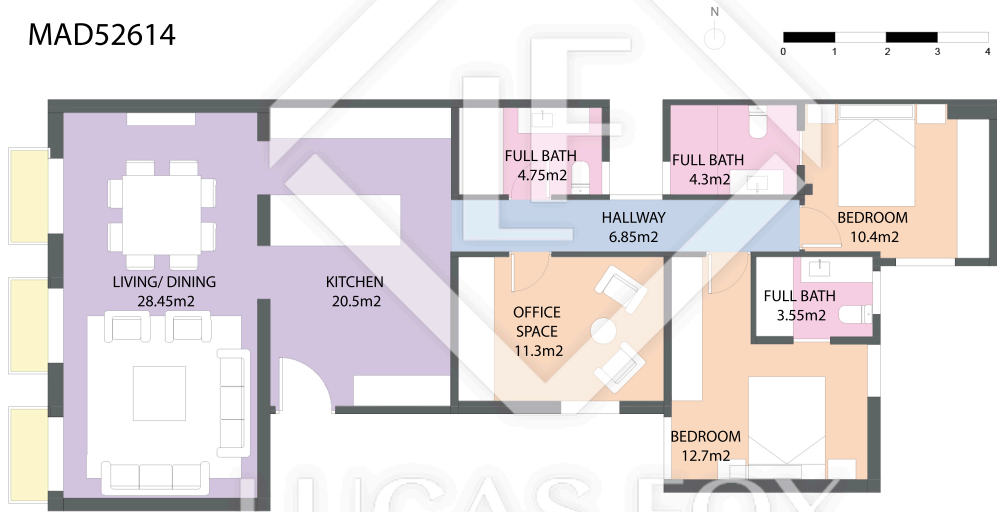 MAD52614
N
0 1 2 3 4
FULL BATH
4.75m2
FULL BATH
4.3m2
HALLWAY
6.85m2
BEDROOM
10.4m2
LIVING/ DINING
28.45m2
KITCHEN
20.5m2
OFFICE
SPACE
11.3m2
FULL BATH
3.55m2
BEDROOM
12.7m2
LUCAS FOX